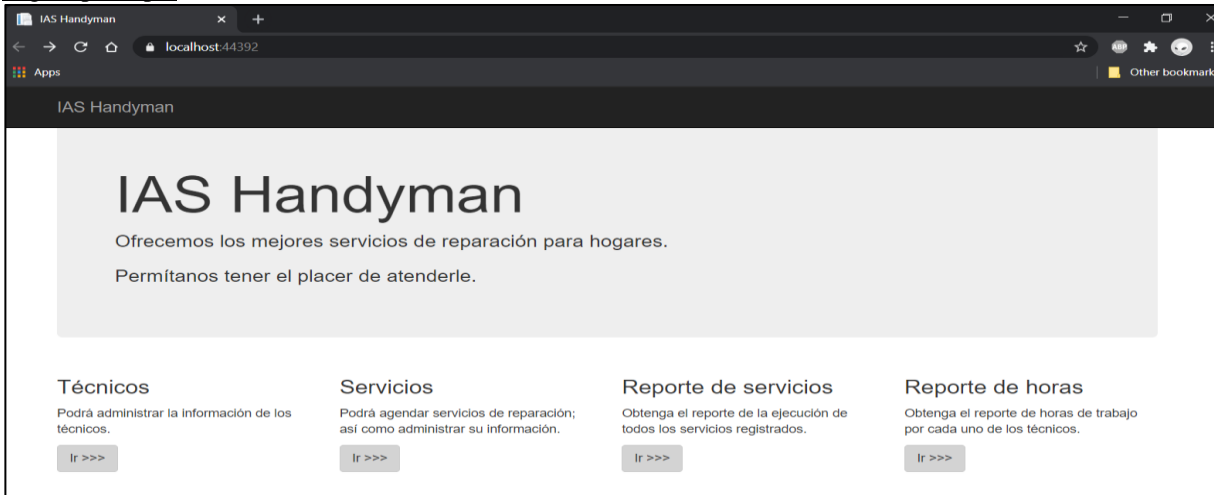 IAS Handyman
localhost:44392
ABP
Apps
Other bookmark
IAS Handyman
IAS Handyman
Ofrecemos los mejores servicios de reparación para hogares.
Permítanos tener el placer de atenderle.
Técnicos
Podrá administrar la información de los
técnicos.
Ir >>>
Servicios
Podrá agendar servicios de reparación;
así como administrar su información.
Ir >>>
Reporte de servicios
Obtenga el reporte de la ejecución de
todos los servicios registrados.
Ir >>>
Reporte de horas
Obtenga el reporte de horas de trabajo
por cada uno de los técnicos.
Ir >>>